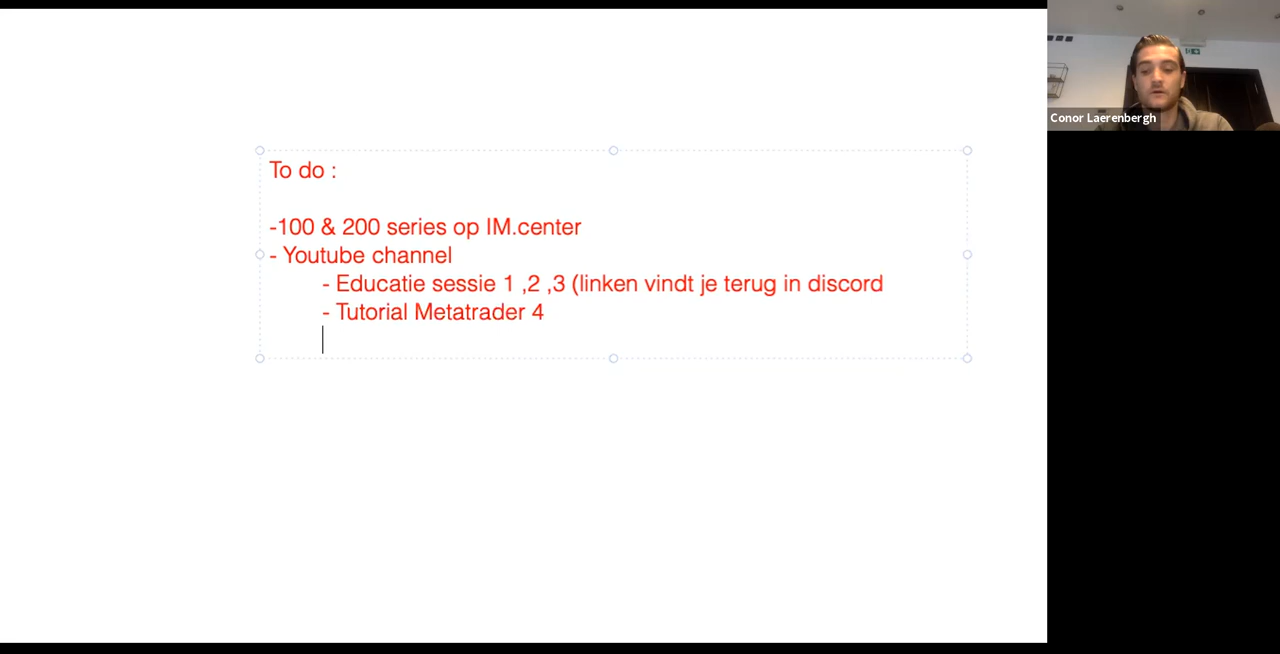 To do :
-100 & 200 series op IM.center
- Youtube channel
- Educatie sessie 1 ,2 ,3 (linken vindt je terug in discord
- Tutorial Metatrader 4
Conor Laerenbergh